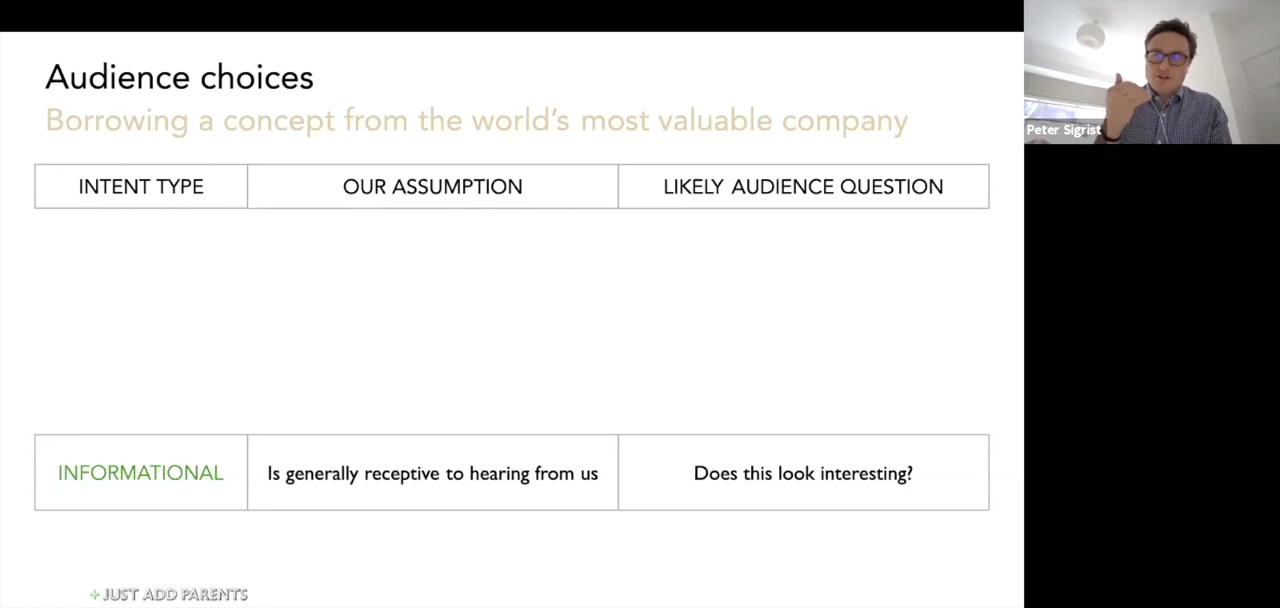 Audience choices
Borrowing a concept from the world's most valuable company
INTENT TYPE
OUR ASSUMPTION
LIKELY AUDIENCE QUESTION
INFORMATIONAL
Is generally receptive to hearing from us
Does this look interesting?
+JUST ADD PARENTS
Peter Sigrist